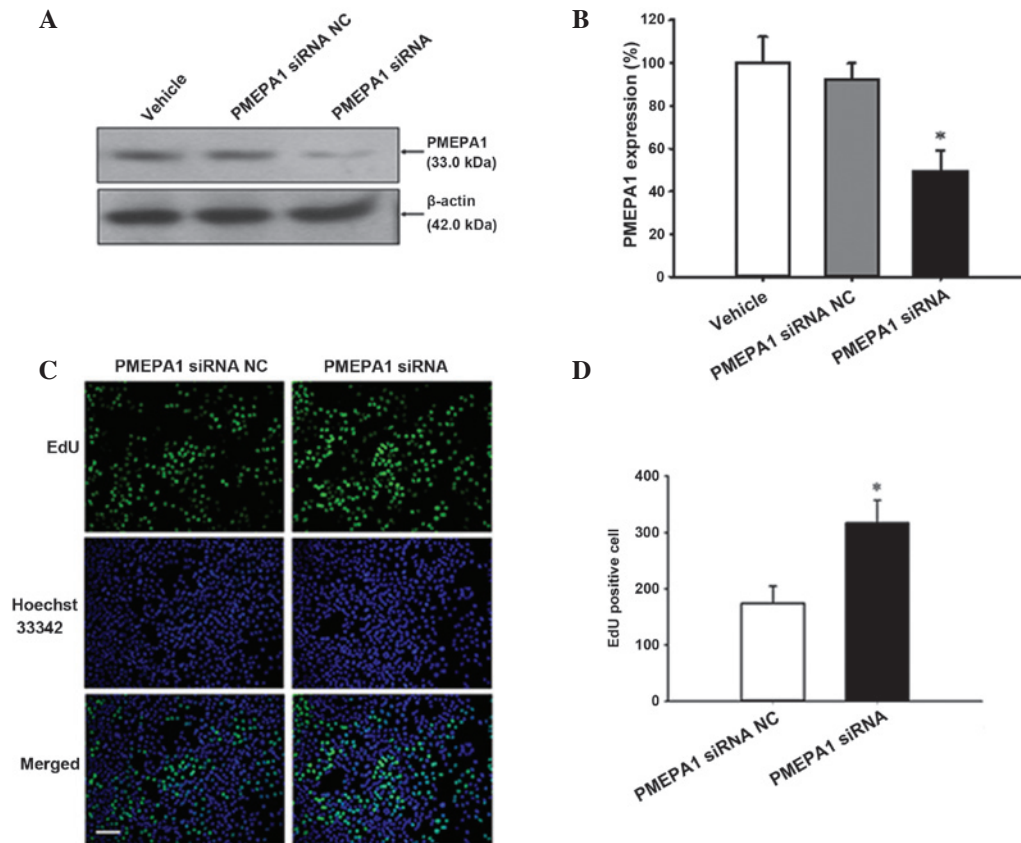 A
Vehicle
PMEPA1 siRNA NC
PMEPA1 siRNA
PMEPA1
(33.0 kDa)
β-actin
(42.0 kDa)
B
PMEPA1 expression (%)
120
100
80
60
40
20
0
*
Vehicle
PMEPA1 siRNA NC
PMEPA1 siRNA
C
PMEPA1 siRNA NC
PMEPA1 siRNA
EdU
Hoechst
33342
Merged
D
EdU positive cell
400
300
200
100
0
*
PMEPA1 siRNA NC
PMEPA1 siRNA